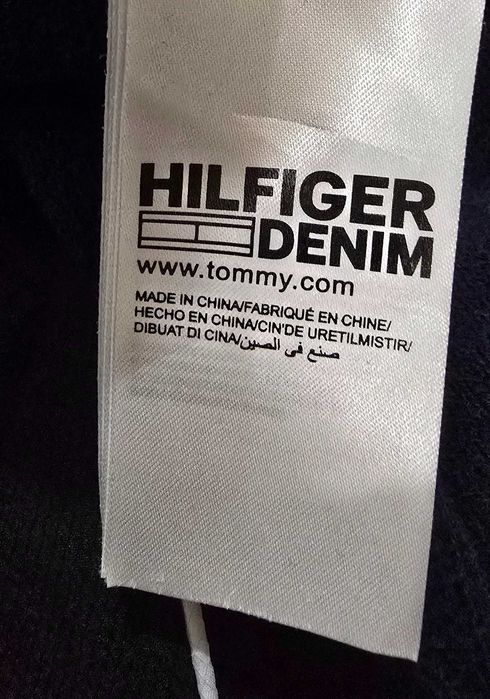 HILFIGER
DENIM
www.tommy.com
MADE IN CHINA/FABRIQUÉ EN CHINE/
HECHO EN CHINA/CIN'DE URETILMISTIR/
DIBUAT DI CINA/صنع في الصين